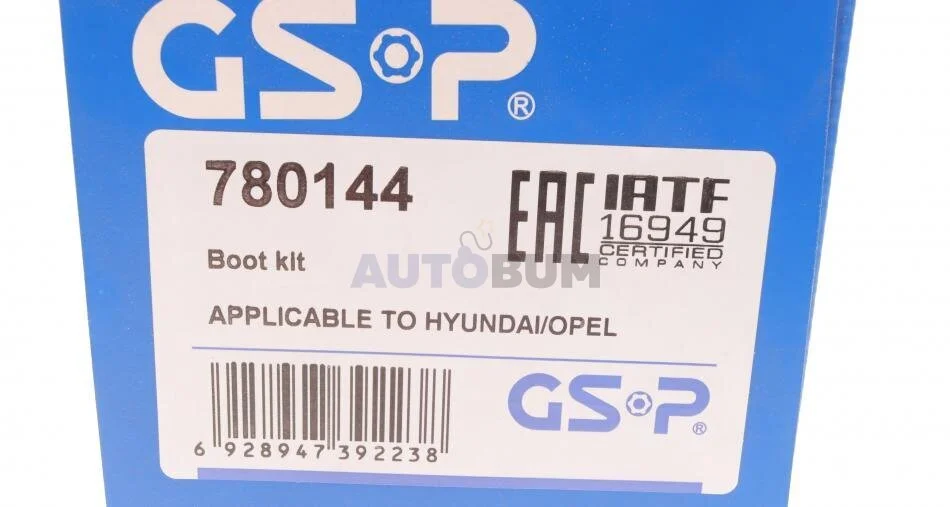 GSP®
780144
EAC
IATF
16949
CERTIFIED
COMPANY
Boot kit
AUTOBUM
APPLICABLE TO HYUNDAI/OPEL
GSP®
6 928947 392238